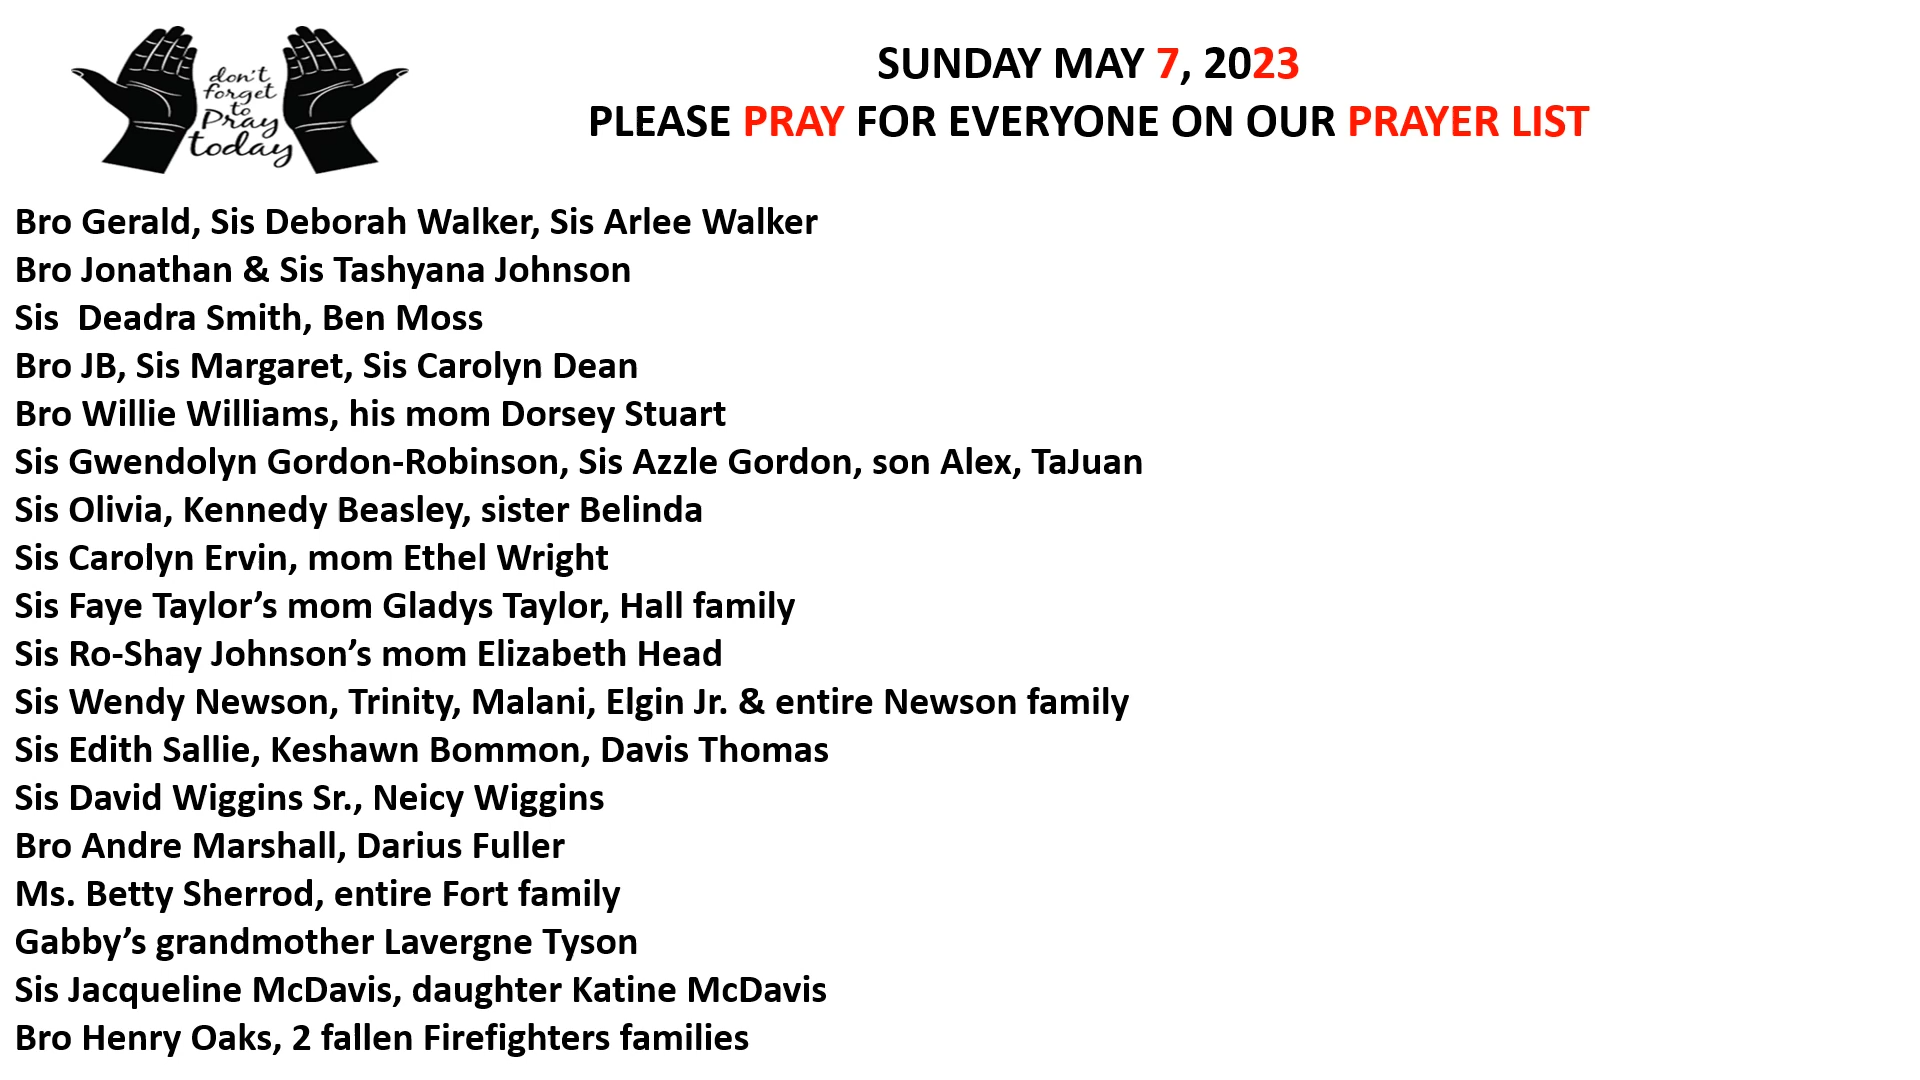 don't
forget
to
Pray
today
SUNDAY MAY 7, 2023
PLEASE PRAY FOR EVERYONE ON OUR PRAYER LIST
Bro Gerald, Sis Deborah Walker, Sis Arlee Walker
Bro Jonathan & Sis Tashyana Johnson
Sis  Deadra Smith, Ben Moss
Bro JB, Sis Margaret, Sis Carolyn Dean
Bro Willie Williams, his mom Dorsey Stuart
Sis Gwendolyn Gordon-Robinson, Sis Azzle Gordon, son Alex, TaJuan
Sis Olivia, Kennedy Beasley, sister Belinda
Sis Carolyn Ervin, mom Ethel Wright
Sis Faye Taylor’s mom Gladys Taylor, Hall family
Sis Ro-Shay Johnson’s mom Elizabeth Head
Sis Wendy Newson, Trinity, Malani, Elgin Jr. & entire Newson family
Sis Edith Sallie, Keshawn Bommon, Davis Thomas
Sis David Wiggins Sr., Neicy Wiggins
Bro Andre Marshall, Darius Fuller
Ms. Betty Sherrod, entire Fort family
Gabby’s grandmother Lavergne Tyson
Sis Jacqueline McDavis, daughter Katine McDavis
Bro Henry Oaks, 2 fallen Firefighters families